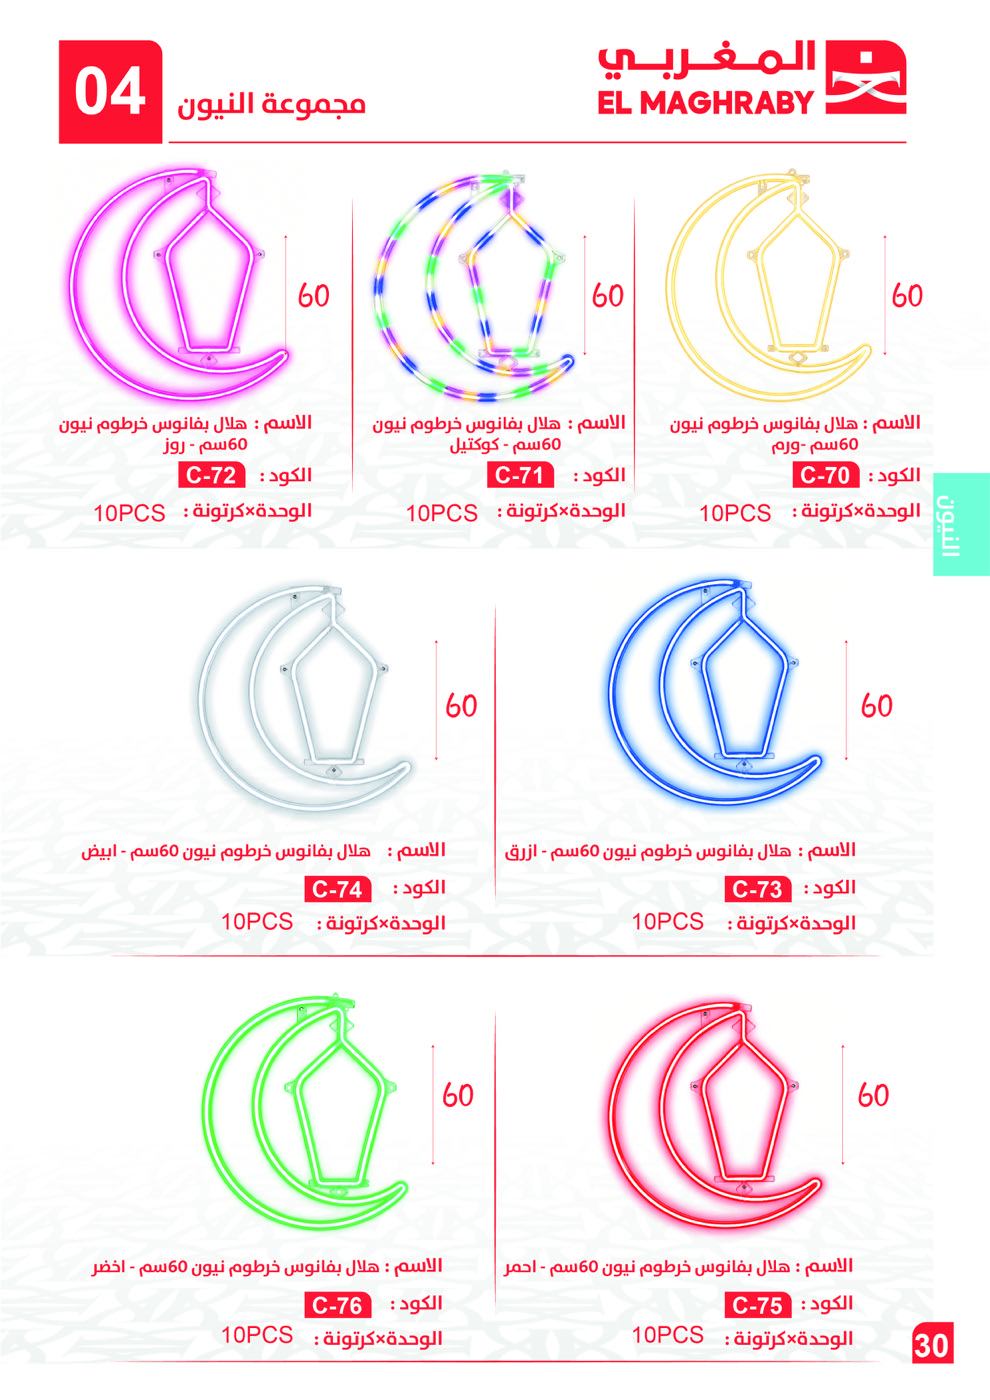 المغربي
EL MAGHRABY
04
مجموعة النيون
60
60
60
الاسم : هلال بفانوس خرطوم نيون
60سم -ورم
الكود : C-70
الوحدة×كرتونة : 10PCS
الاسم : هلال بفانوس خرطوم نيون
60سم - كوكتيل
الكود : C-71
الوحدة×كرتونة : 10PCS
الاسم : هلال بفانوس خرطوم نيون
60سم - روز
الكود : C-72
الوحدة×كرتونة : 10PCS
النيون
60
60
الاسم : هلال بفانوس خرطوم نيون 60سم - ازرق
الكود : C-73
الوحدة×كرتونة : 10PCS
الاسم : هلال بفانوس خرطوم نيون 60سم - ابيض
الكود : C-74
الوحدة×كرتونة : 10PCS
60
60
الاسم : هلال بفانوس خرطوم نيون 60سم - احمر
الكود : C-75
الوحدة×كرتونة : 10PCS
الاسم : هلال بفانوس خرطوم نيون 60سم - اخضر
الكود : C-76
الوحدة×كرتونة : 10PCS
30